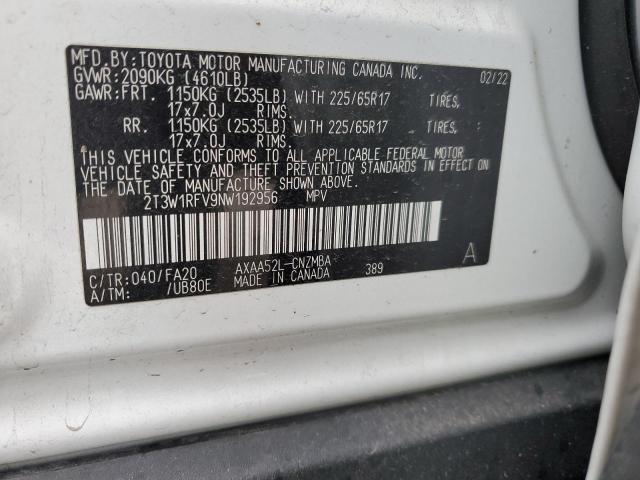 MFD.BY:TOYOTA MOTOR MANUFACTURING CANADA INC. 02/22
GVWR:2090KG (4610LB)
GAWR:FRT. 1150KG (2535LB) WITH 225/65R17 TIRES,
17x7.0J RIMS.
RR. 1150KG (2535LB) WITH 225/65R17 TIRES,
17x7.0J RIMS.
THIS VEHICLE CONFORMS TO ALL APPLICABLE FEDERAL MOTOR
VEHICLE SAFETY AND THEFT PREVENTION STANDARDS IN EFFECT ON
THE DATE OF MANUFACTURE SHOWN ABOVE.
2T3W1RFV9NW192956 MPV
C/TR:040/FA20 AXAA52L-CNZMBA 389 A
A/TM: /UB80E MADE IN CANADA